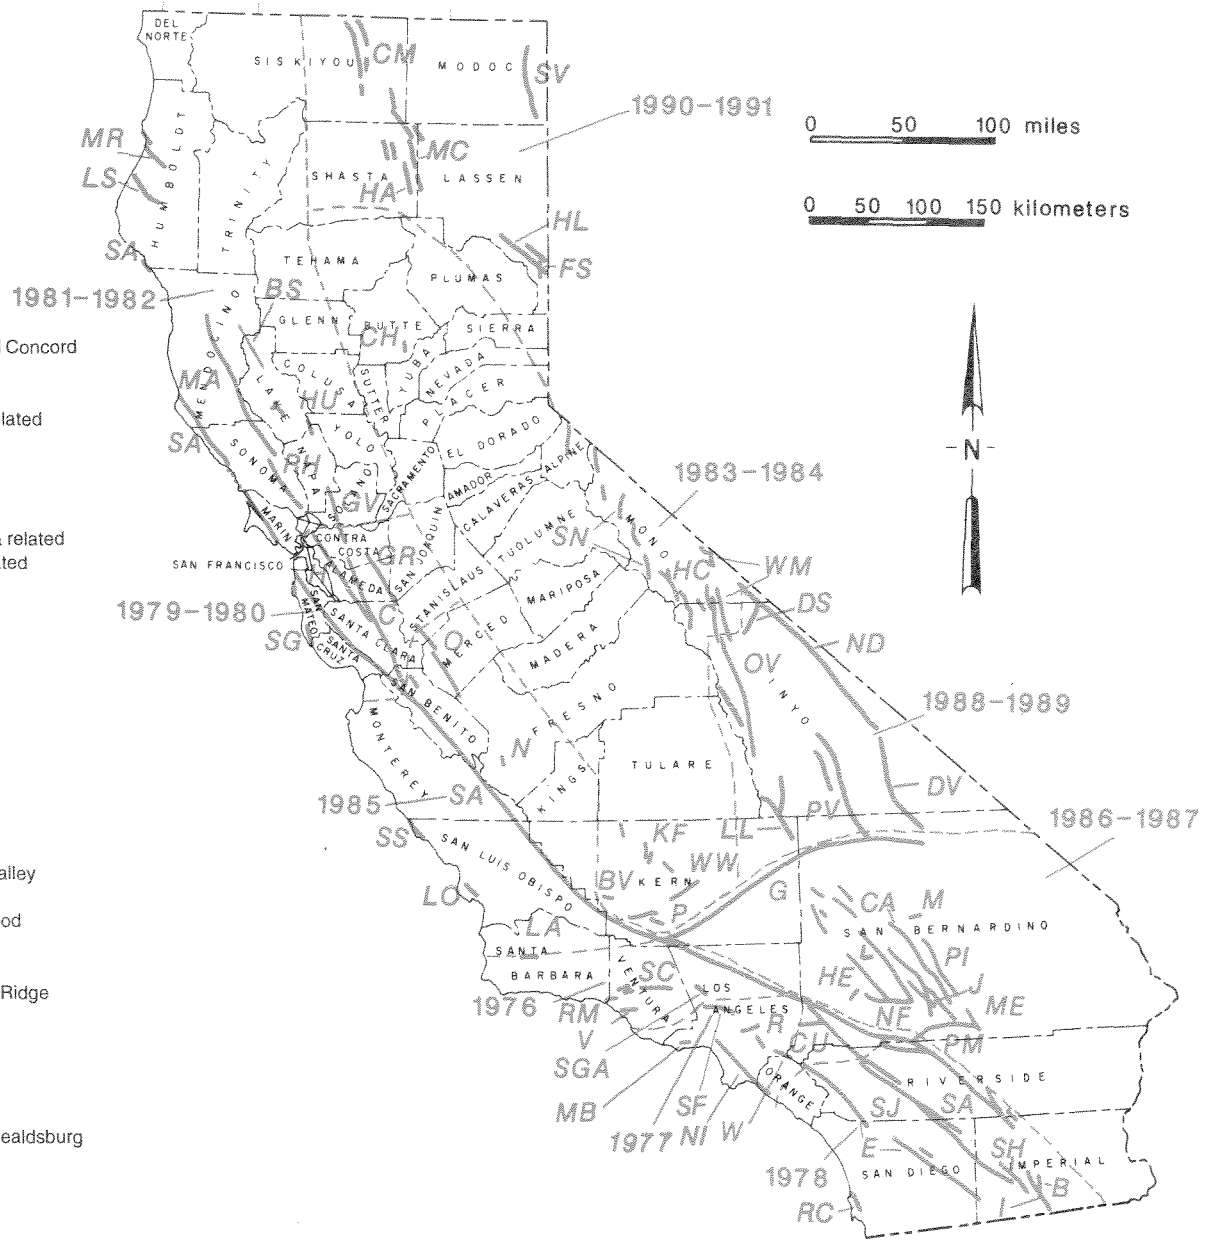 DEL
NORTE
SISKIYOU
CM
MODOC
SV
1990–1991
0 50 100 miles
MR
HUMBOLDT
MC
LS
SHASTA
LASSEN
HA
TRINITY
0 50 100 150 kilometers
HL
SA
TEHAMA
FS
PLUMAS
1981–1982
BS
GLENN
BUTTE
SIERRA
CH
Concord
MENDOCINO
COLUSA
YUBA
NEVADA
MA
LAKE
HU
SUTTER
PLACER
lated
SA
YOLO
EL DORADO
SONOMA
RH
NAPA
SACRAMENTO
ALPINE
N
AMADOR
1983–1984
SOLANO
GV
CALAVERAS
MARIN
MONO
CONTRA
COSTA
SN
related
TUOLUMNE
ated
SAN FRANCISCO
GR
SAN JOAQUIN
H
ALAMEDA
HC
WM
STANISLAUS
MARIPOSA
1979–1980
SAN
MATEO
SANTA CLARA
C
DS
O
MERCED
SG
SANTA
CRUZ
MADERA
ND
OV
SAN BENITO
INYO
1988–1989
MONTEREY
FRESNO
N
TULARE
KINGS
DV
1985
SA
PV
1986–1987
SS
KF
LL
SAN LUIS OBISPO
WW
alley
BV
KERN
G
LO
CA
M
P
od
LA
SAN BERNARDINO
SANTA
BARBARA
L
PI
VENTURA
SC
HE
Ridge
LOS
ANGELES
J
1976
RM
NF
ME
R
V
CU
PM
SGA
ORANGE
RIVERSIDE
MB
SF
SJ
SA
1977
NI
W
ealdsburg
E
SH
IMPERIAL
1978
SAN DIEGO
B
RC
I